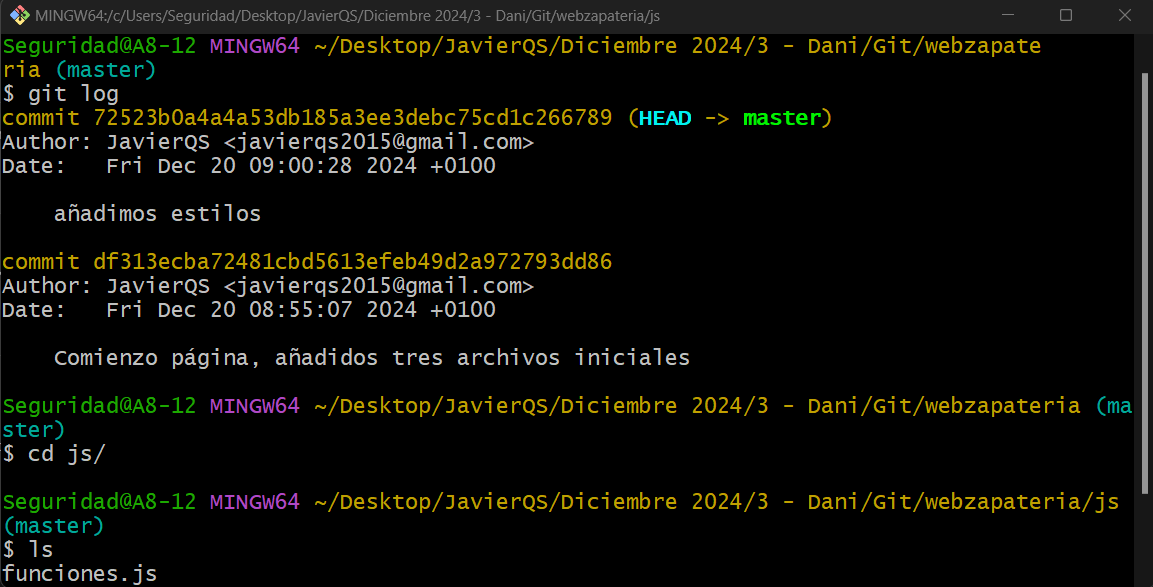 MINGW64:/c/Users/Seguridad/Desktop/JavierQS/Diciembre 2024/3 - Dani/Git/webzapateria/js
Seguridad@A8-12 MINGW64 ~/Desktop/JavierQS/Diciembre 2024/3 - Dani/Git/webzapate
ria (master)
$ git log
commit 72523b0a4a4a53db185a3ee3debc75cd1c266789 (HEAD -> master)
Author: JavierQS <javierqs2015@gmail.com>
Date:   Fri Dec 20 09:00:28 2024 +0100
    añadimos estilos
commit df313ecba72481cbd5613efeb49d2a972793dd86
Author: JavierQS <javierqs2015@gmail.com>
Date:   Fri Dec 20 08:55:07 2024 +0100
    Comienzo página, añadidos tres archivos iniciales
Seguridad@A8-12 MINGW64 ~/Desktop/JavierQS/Diciembre 2024/3 - Dani/Git/webzapateria (ma
ster)
$ cd js/
Seguridad@A8-12 MINGW64 ~/Desktop/JavierQS/Diciembre 2024/3 - Dani/Git/webzapateria/js
(master)
$ ls
funciones.js